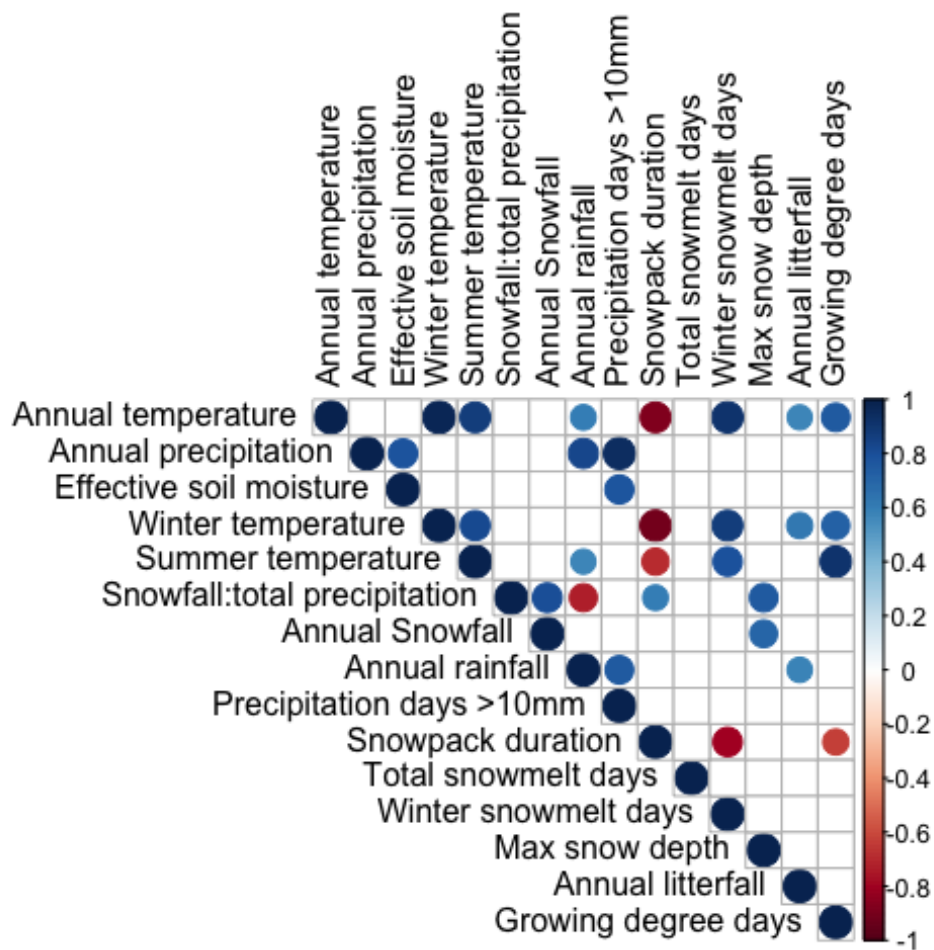 Annual temperature
Annual precipitation
Effective soil moisture
Winter temperature
Summer temperature
Snowfall:total precipitation
Annual Snowfall
Annual rainfall
Precipitation days >10mm
Snowpack duration
Total snowmelt days
Winter snowmelt days
Max snow depth
Annual litterfall
Growing degree days
Annual temperature
Annual precipitation
Effective soil moisture
Winter temperature
Summer temperature
Snowfall:total precipitation
Annual Snowfall
Annual rainfall
Precipitation days >10mm
Snowpack duration
Total snowmelt days
Winter snowmelt days
Max snow depth
Annual litterfall
Growing degree days
1
0.8
0.6
0.4
0.2
0
-0.2
-0.4
-0.6
-0.8
-1